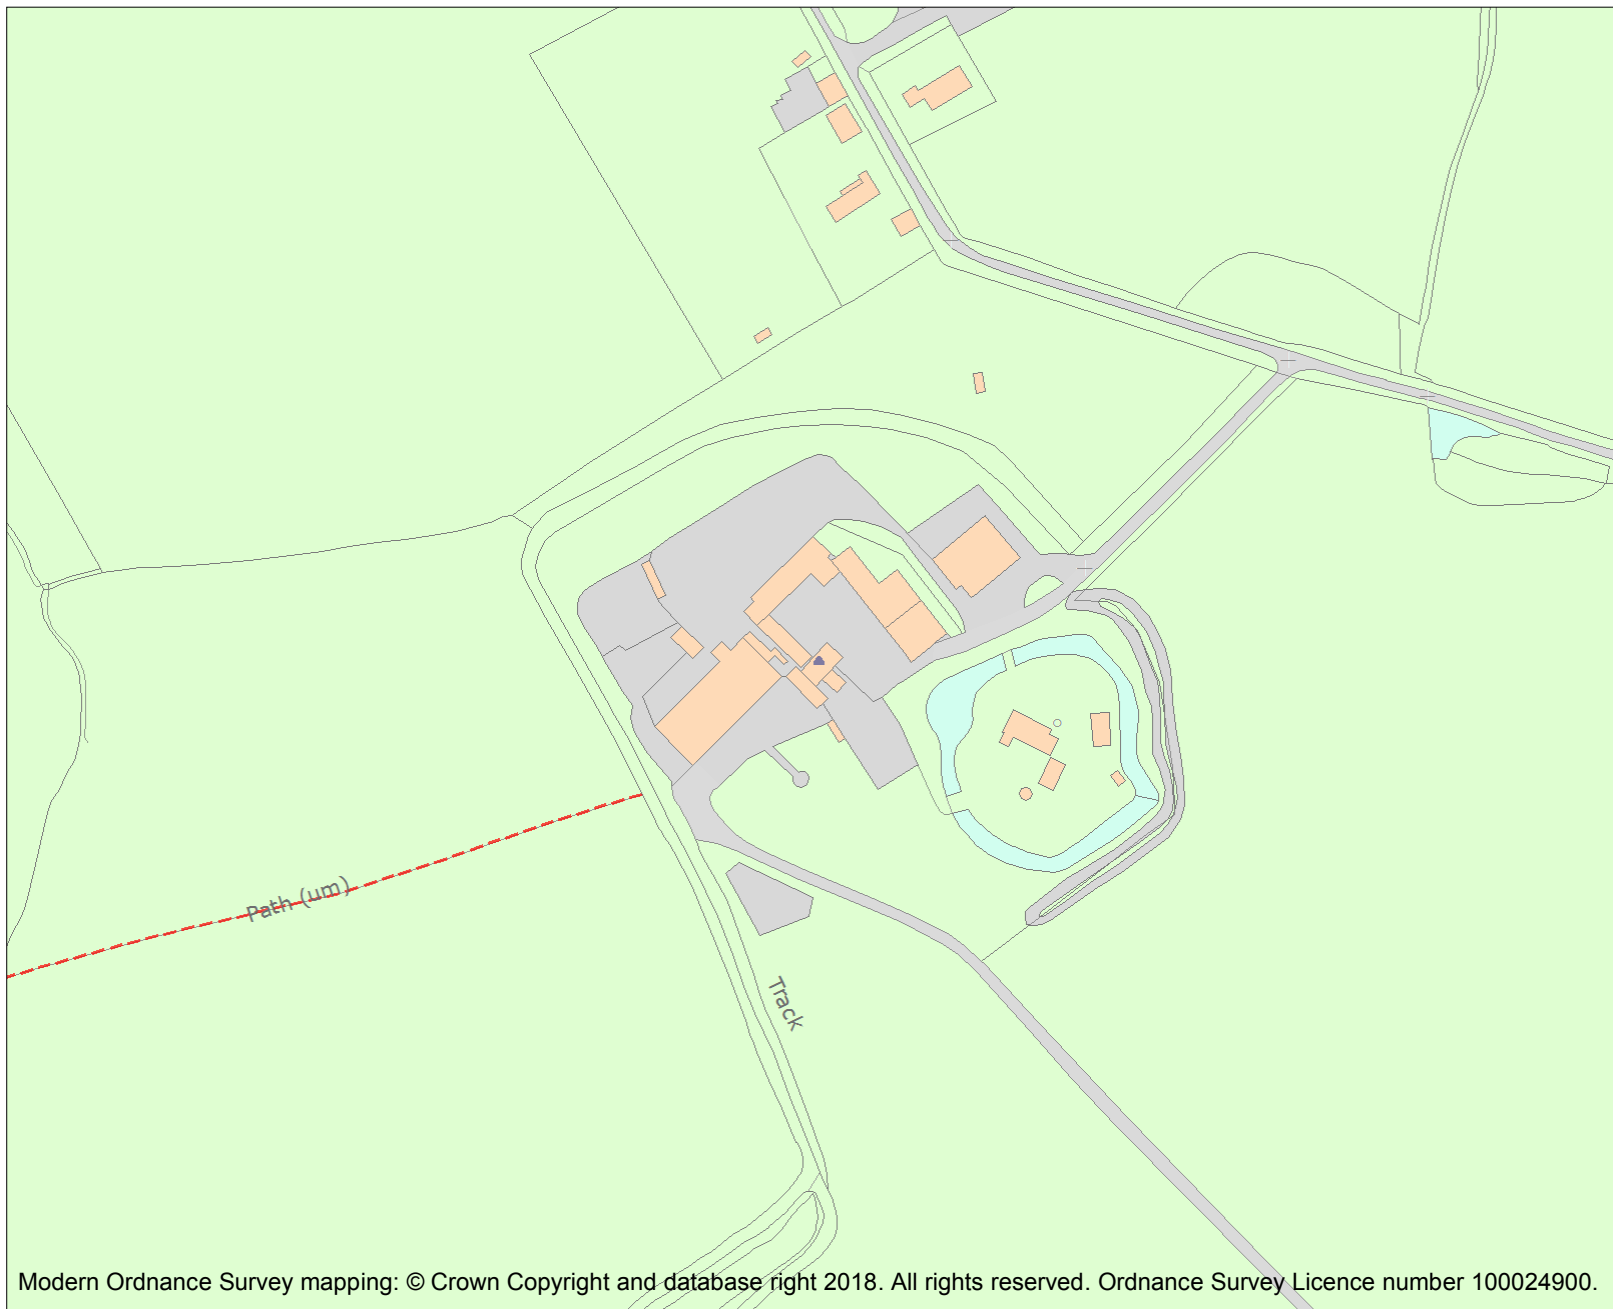 Path (um)
Track
Modern Ordnance Survey mapping: © Crown Copyright and database right 2018. All rights reserved. Ordnance Survey Licence number 100024900.